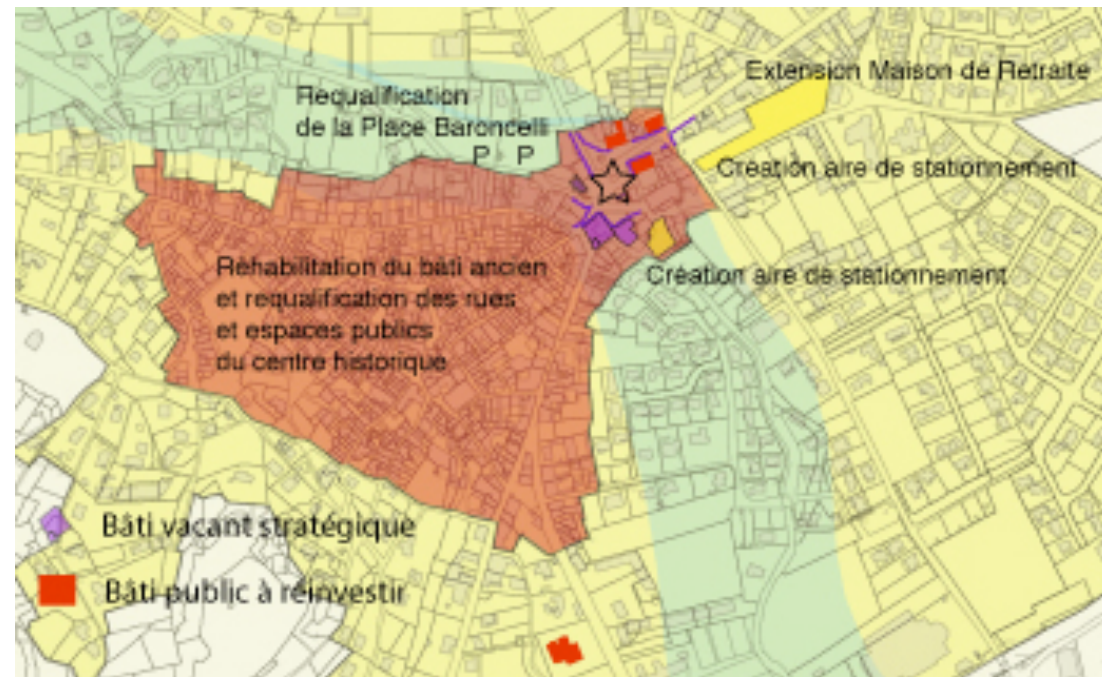 Extension Maison de Retraite
Requalification
de la Place Baroncelli
P P
Création aire de stationnement
Réhabilitation du bâti ancien
et requalification des rues
et espaces publics
du centre historique
Création aire de stationnement
Bâti vacant stratégique
Bâti public à réinvestir